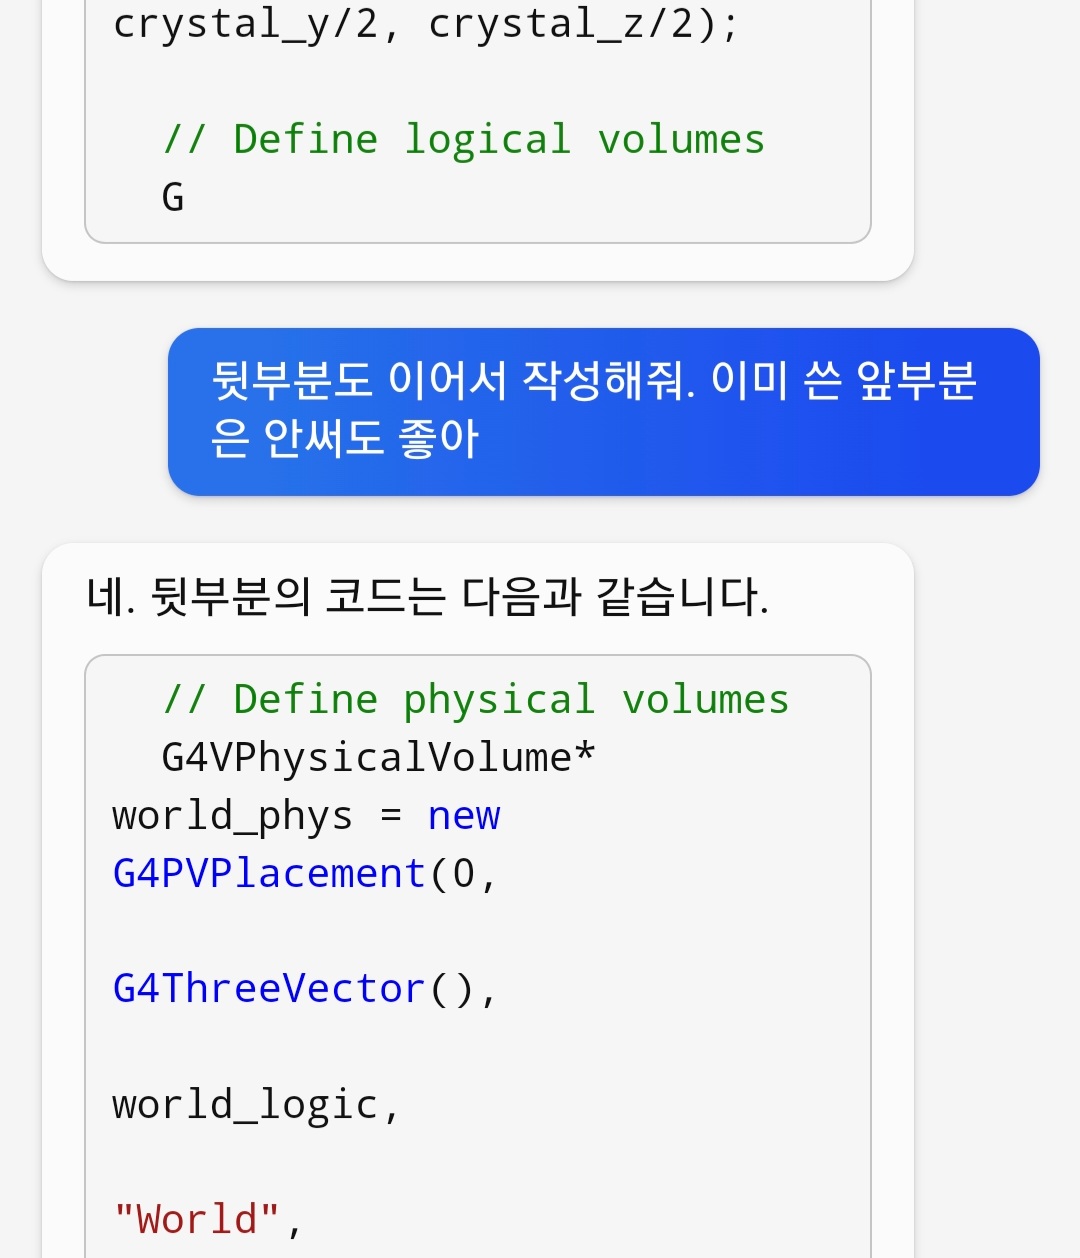 crystal_y/2, crystal_z/2);
// Define logical volumes
G
뒷부분도 이어서 작성해줘. 이미 쓴 앞부분
은 안써도 좋아
네. 뒷부분의 코드는 다음과 같습니다.
// Define physical volumes
G4VPhysicalVolume*
world_phys = new
G4PVPlacement(0,
G4ThreeVector(),
world_logic,
"World",